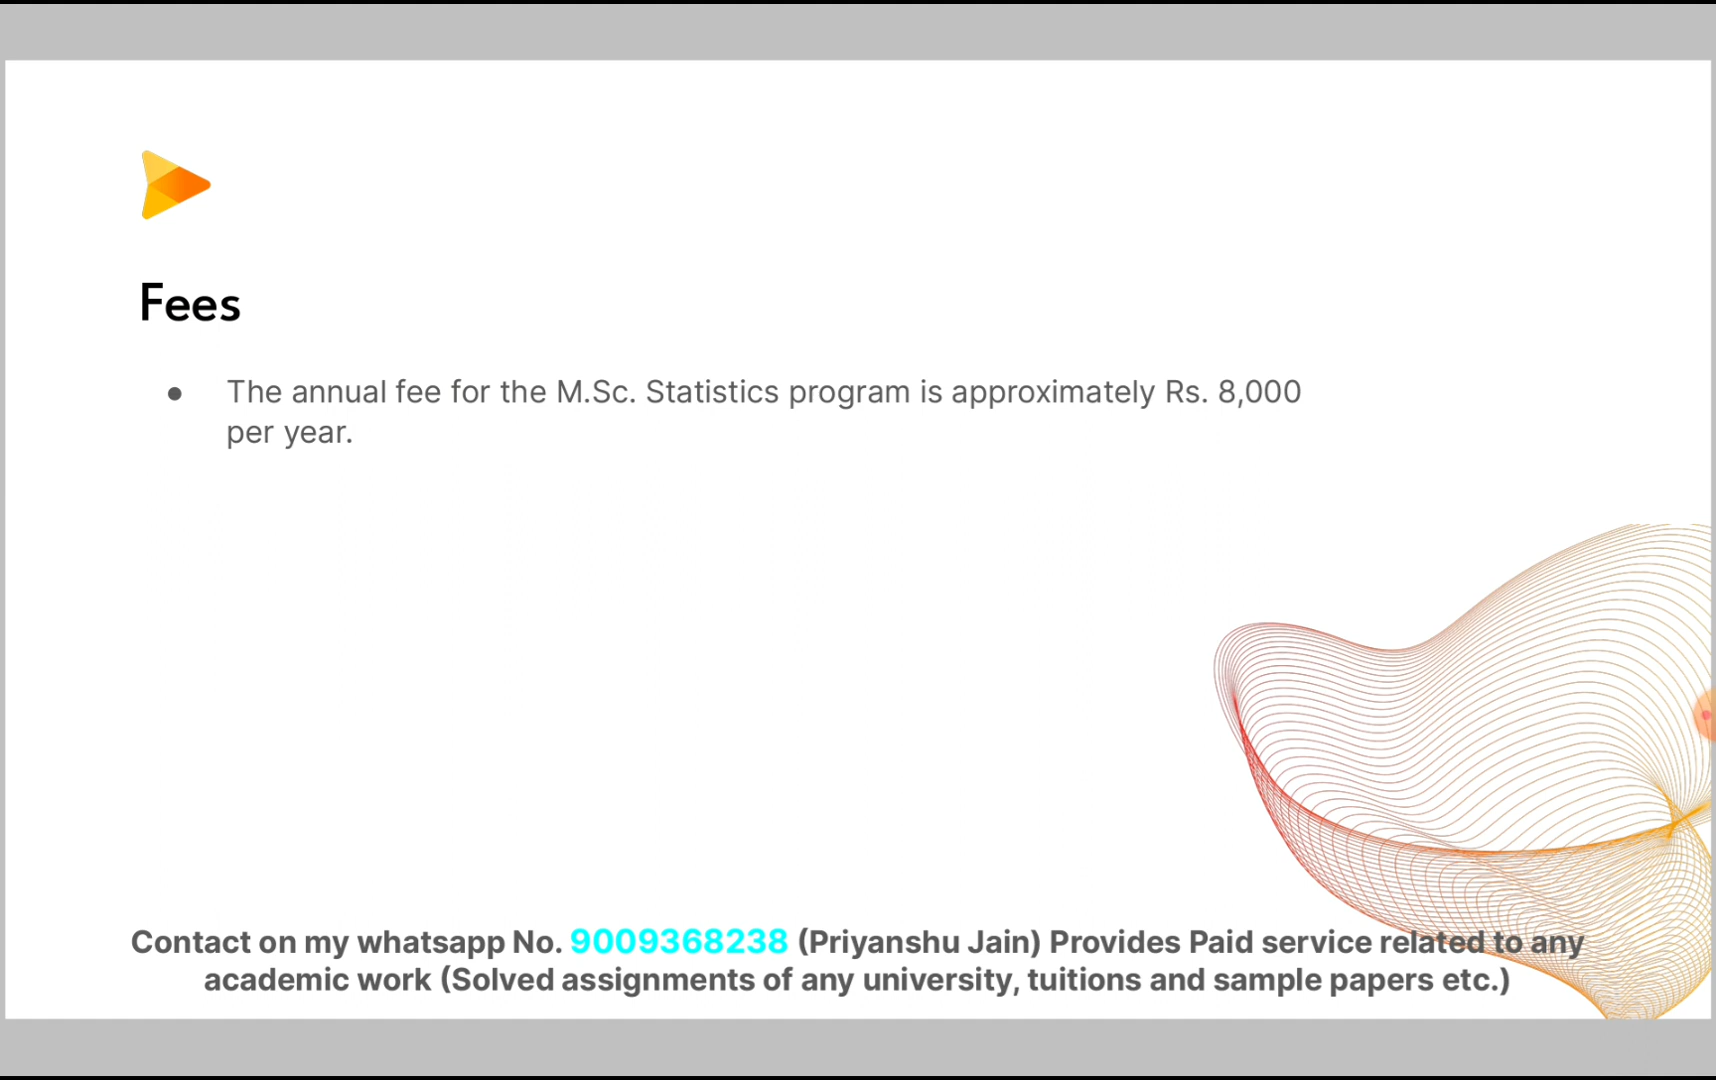 Fees
● The annual fee for the M.Sc. Statistics program is approximately Rs. 8,000
per year.
Contact on my whatsapp No. 9009368238 (Priyanshu Jain) Provides Paid service related to any
academic work (Solved assignments of any university, tuitions and sample papers etc.)